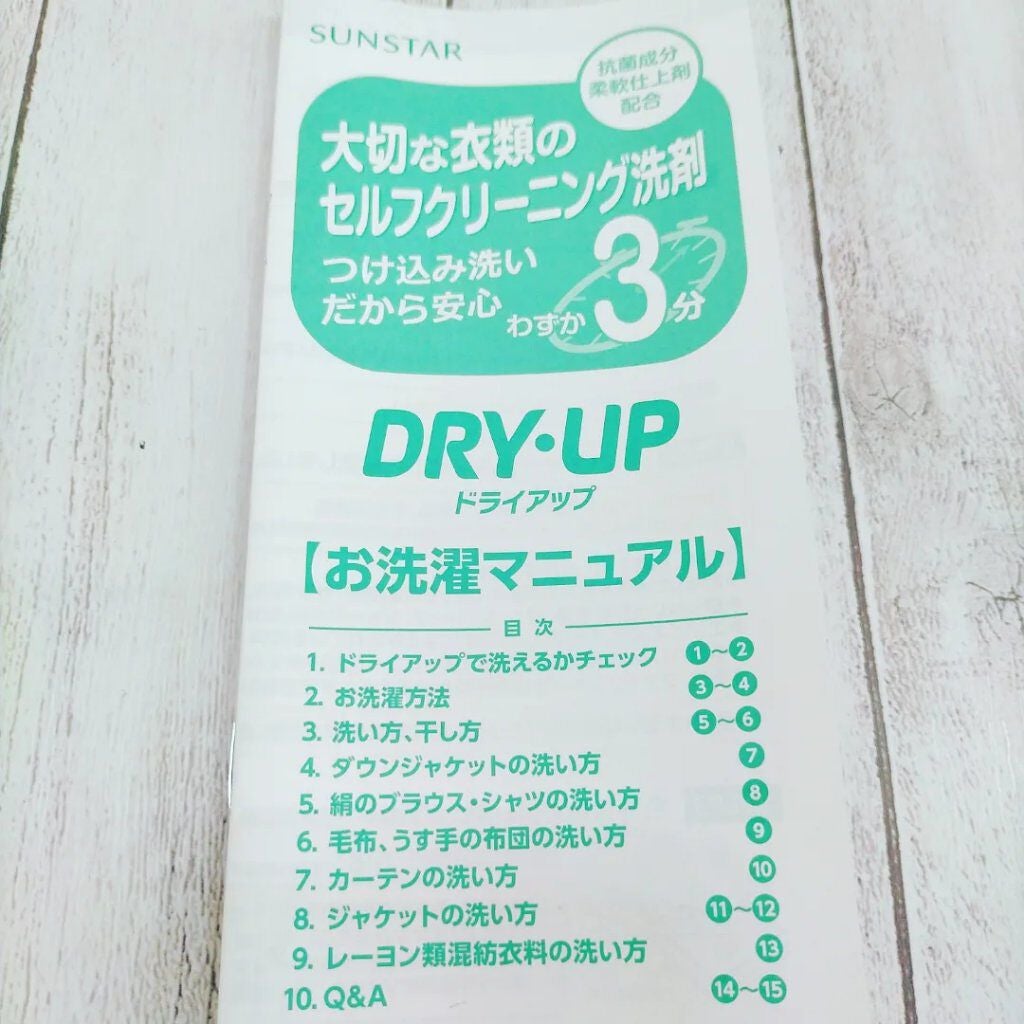 SUNSTAR
抗菌成分
柔軟仕上剤
配合
大切な衣類の
セルフクリーニング洗剤
つけ込み洗い
だから安心 わずか3分
DRY·UP
ドライアップ
【お洗濯マニュアル】
目次
1. ドライアップで洗えるかチェック 1～2
2. お洗濯方法 3～4
3. 洗い方、干し方 5～6
4. ダウンジャケットの洗い方 7
5. 絹のブラウス・シャツの洗い方 8
6. 毛布、うす手の布団の洗い方 9
7. カーテンの洗い方 10
8. ジャケットの洗い方 11～12
9. レーヨン類混紡衣料の洗い方 13
10. Q&A 14～15